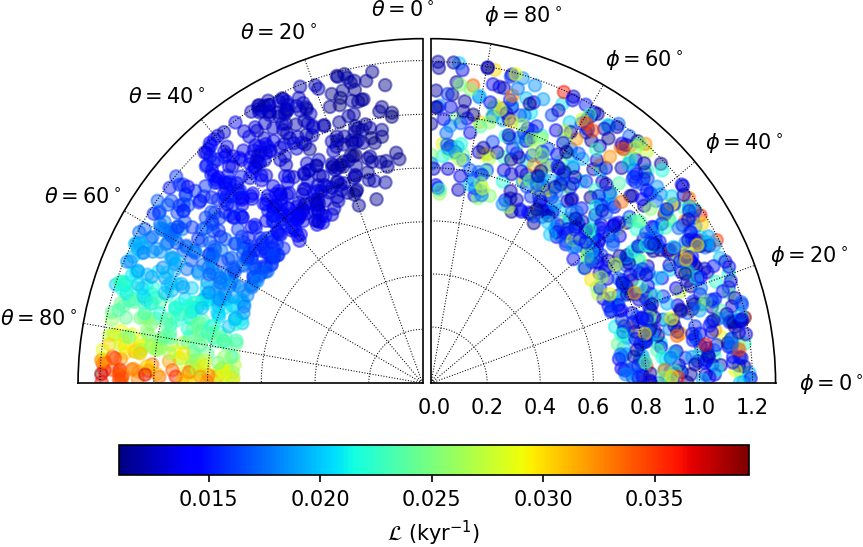 θ = 0°
ϕ = 80°
θ = 20°
ϕ = 60°
θ = 40°
ϕ = 40°
θ = 60°
ϕ = 20°
θ = 80°
ϕ = 0°
0.0 0.2 0.4 0.6 0.8 1.0 1.2
0.015 0.020 0.025 0.030 0.035
ℒ (kyr⁻¹)